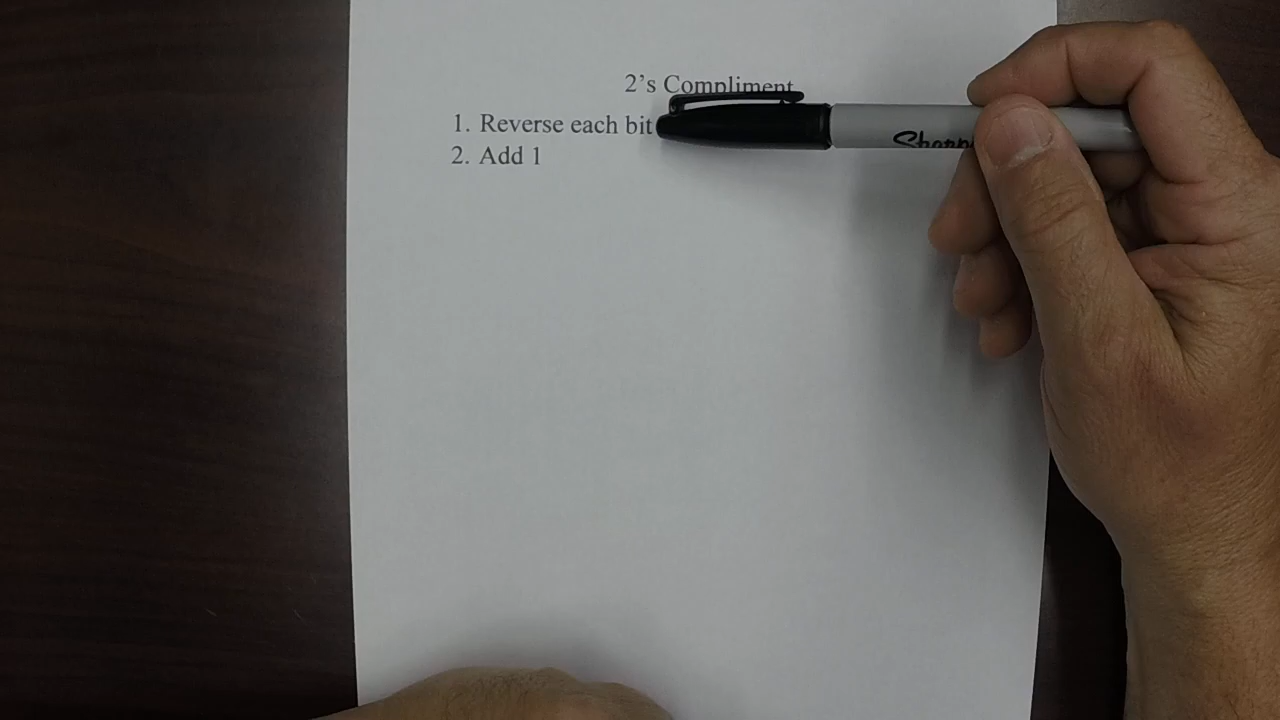 2's Compliment
1. Reverse each bit
2. Add 1